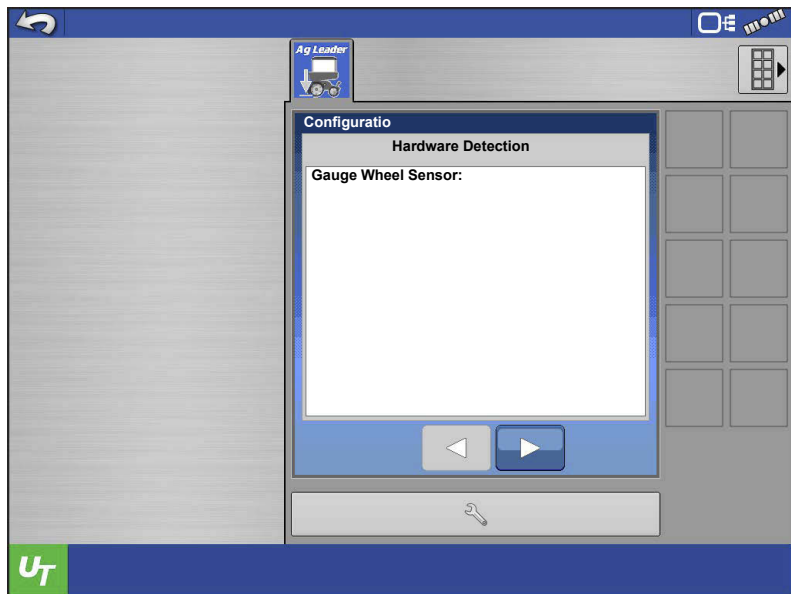 Ag Leader
Configuratio
Hardware Detection
Gauge Wheel Sensor:
UT